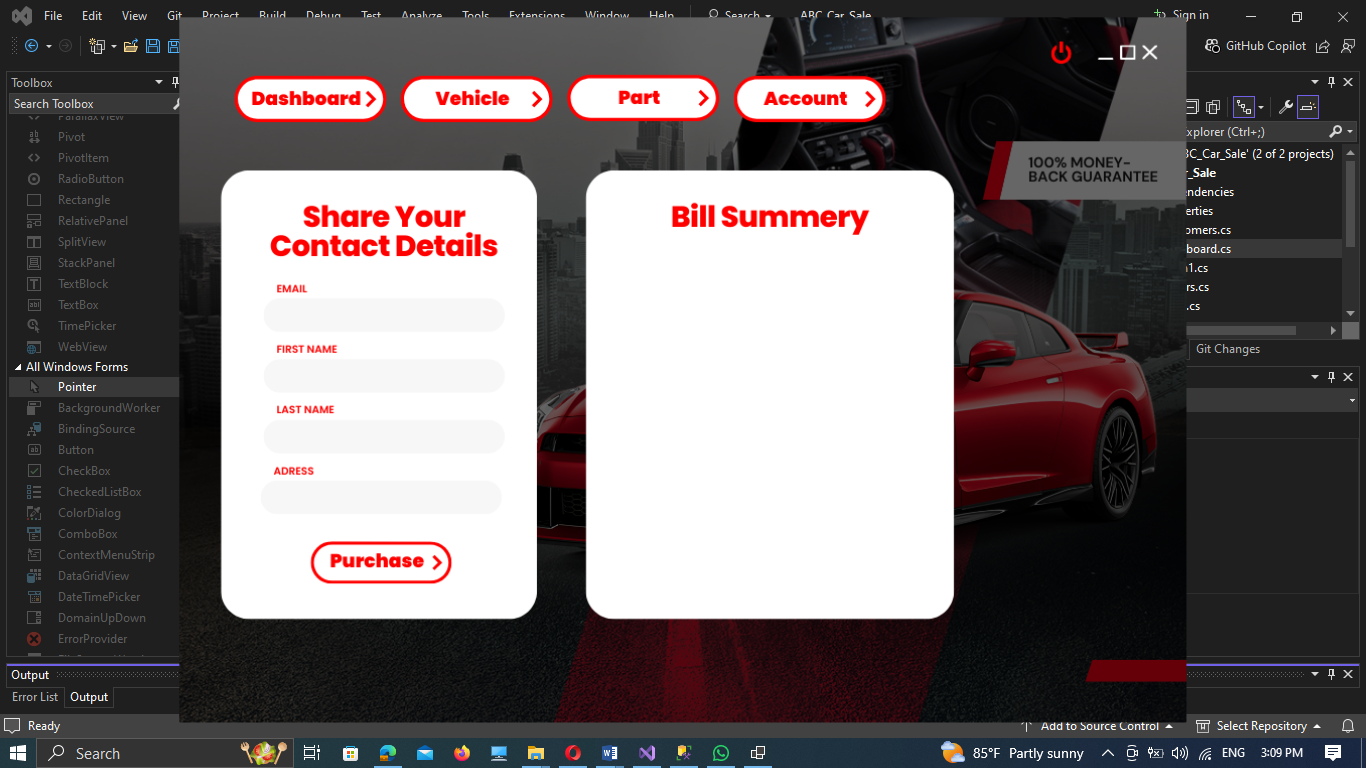 File Edit View Git Project Build Debug Test Analyze Tools Extensions Window Help Search ABC_Car_Sale Sign in
GitHub Copilot
Toolbox
Search Toolbox
ParallaxView
Pivot
PivotItem
RadioButton
Rectangle
RelativePanel
SplitView
StackPanel
TextBlock
TextBox
TimePicker
WebView
All Windows Forms
Pointer
BackgroundWorker
BindingSource
Button
CheckBox
CheckedListBox
ColorDialog
ComboBox
ContextMenuStrip
DataGridView
DateTimePicker
DomainUpDown
ErrorProvider
Dashboard
Vehicle
Part
Account
100% MONEY-
BACK GUARANTEE
Share Your
Contact Details
EMAIL
FIRST NAME
LAST NAME
ADRESS
Purchase
Bill Summery
xplorer (Ctrl+;)
BC_Car_Sale' (2 of 2 projects)
r_Sale
endencies
erties
omers.cs
board.cs
n1.cs
rs.cs
.cs
Git Changes
Output
Error List Output
Ready
Add to Source Control Select Repository
Search
85°F Partly sunny ENG 3:09 PM